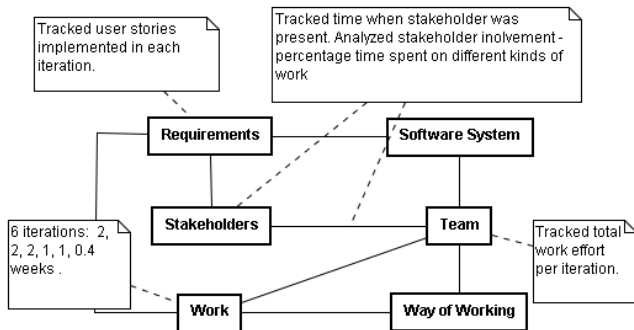 Tracked user stories
implemented in each
iteration.
Tracked time when stakeholder was
present. Analyzed stakeholder inolvement -
percentage time spent on different kinds of
work
Requirements
Software System
Stakeholders
Team
6 iterations:  2,
2, 2, 1, 1, 0.4
weeks .
Tracked total
work effort
per iteration.
Work
Way of Working